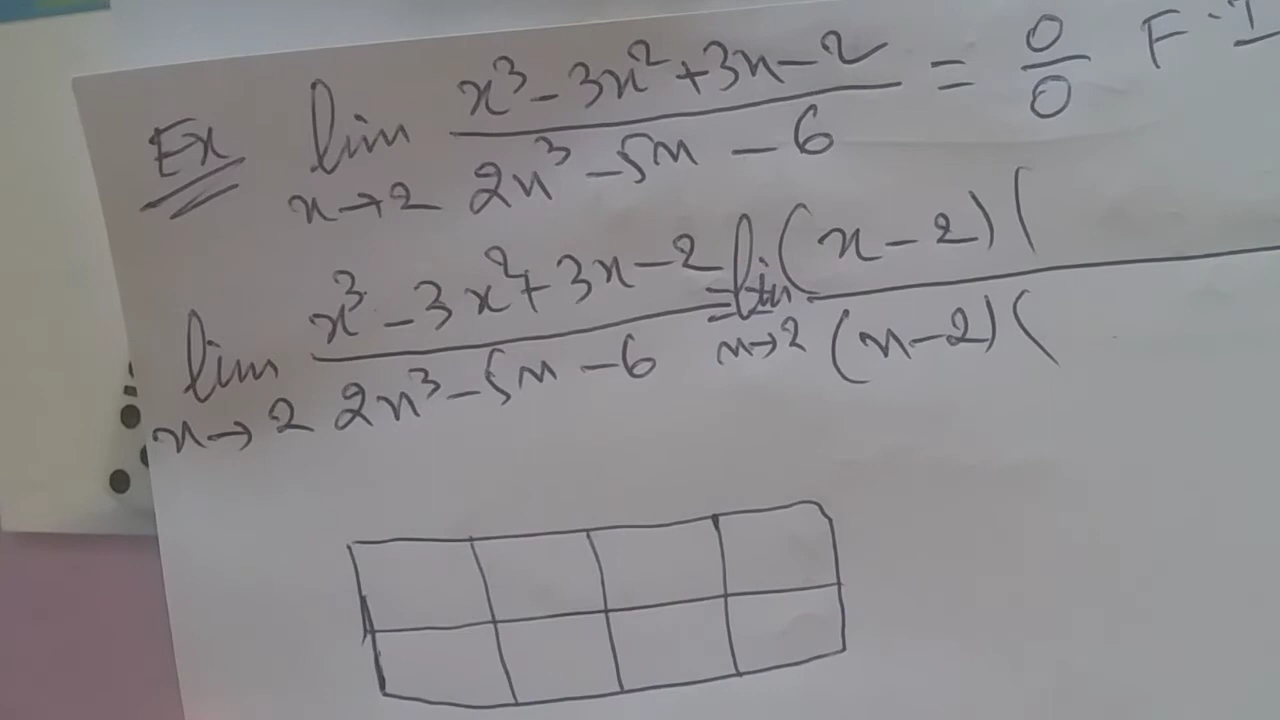 Ex lim x→2 (x³ - 3x² + 3x - 2)/(2x³ - 5x - 6) = 0/0 F.I
lim x→2 (x³ - 3x² + 3x - 2)/(2x³ - 5x - 6) = lim x→2 (x-2)( / (x-2)(